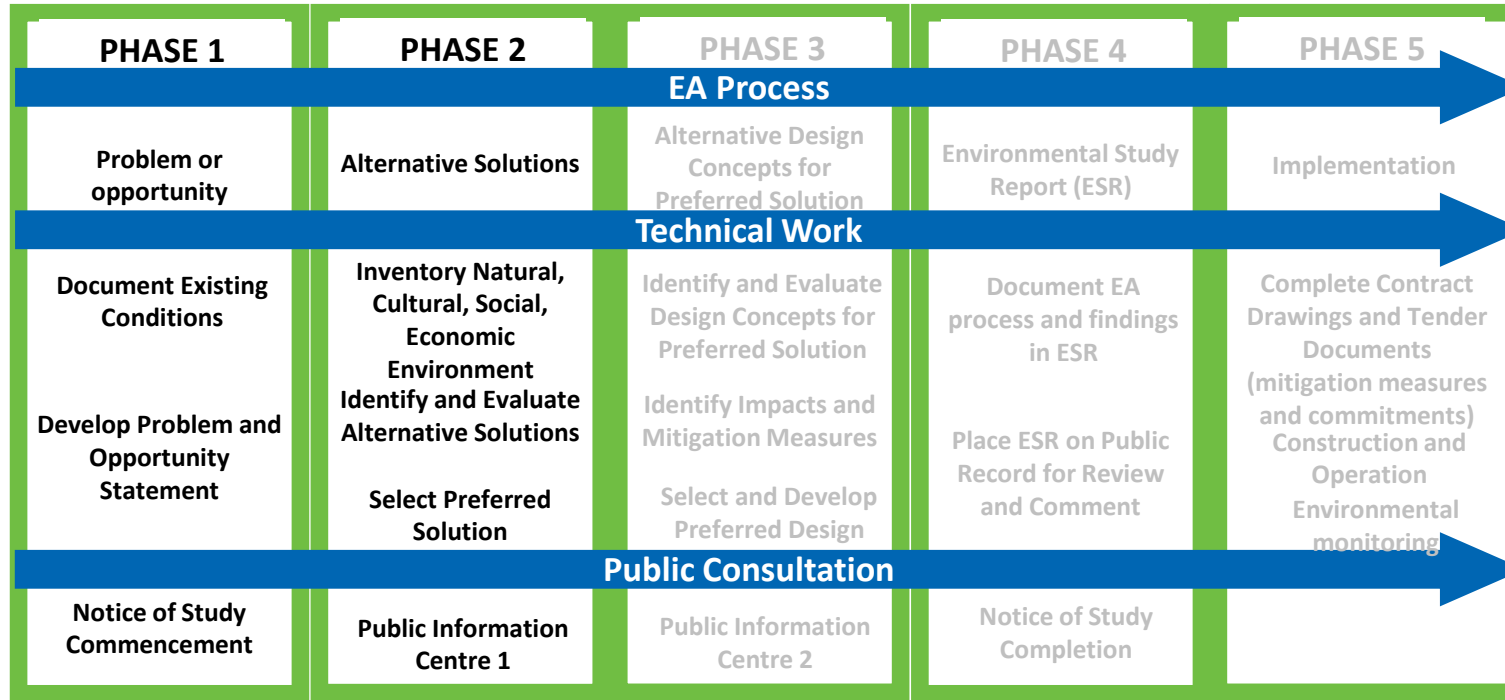 PHASE 1
PHASE 2
PHASE 3
PHASE 4
PHASE 5
EA Process
Problem or
opportunity
Alternative Solutions
Alternative Design
Concepts for
Preferred Solution
Environmental Study
Report (ESR)
Implementation
Technical Work
Document Existing
Conditions
Develop Problem and
Opportunity
Statement
Inventory Natural,
Cultural, Social,
Economic
Environment
Identify and Evaluate
Alternative Solutions
Select Preferred
Solution
Identify and Evaluate
Design Concepts for
Preferred Solution
Identify Impacts and
Mitigation Measures
Select and Develop
Preferred Design
Document EA
process and findings
in ESR
Place ESR on Public
Record for Review
and Comment
Complete Contract
Drawings and Tender
Documents
(mitigation measures
and commitments)
Construction and
Operation
Environmental
monitoring
Public Consultation
Notice of Study
Commencement
Public Information
Centre 1
Public Information
Centre 2
Notice of Study
Completion